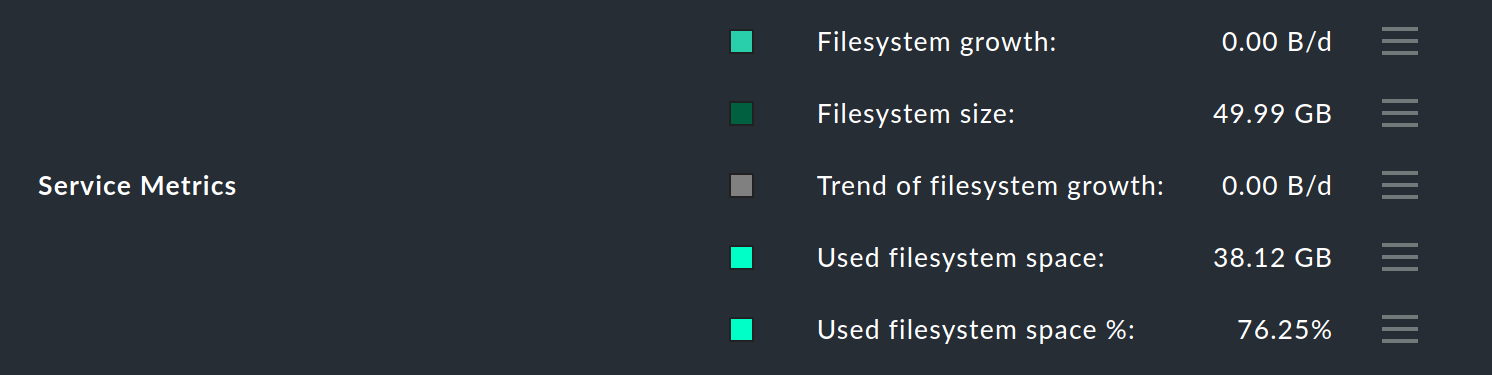 Filesystem growth: 0.00 B/d
Filesystem size: 49.99 GB
Service Metrics Trend of filesystem growth: 0.00 B/d
Used filesystem space: 38.12 GB
Used filesystem space %: 76.25%